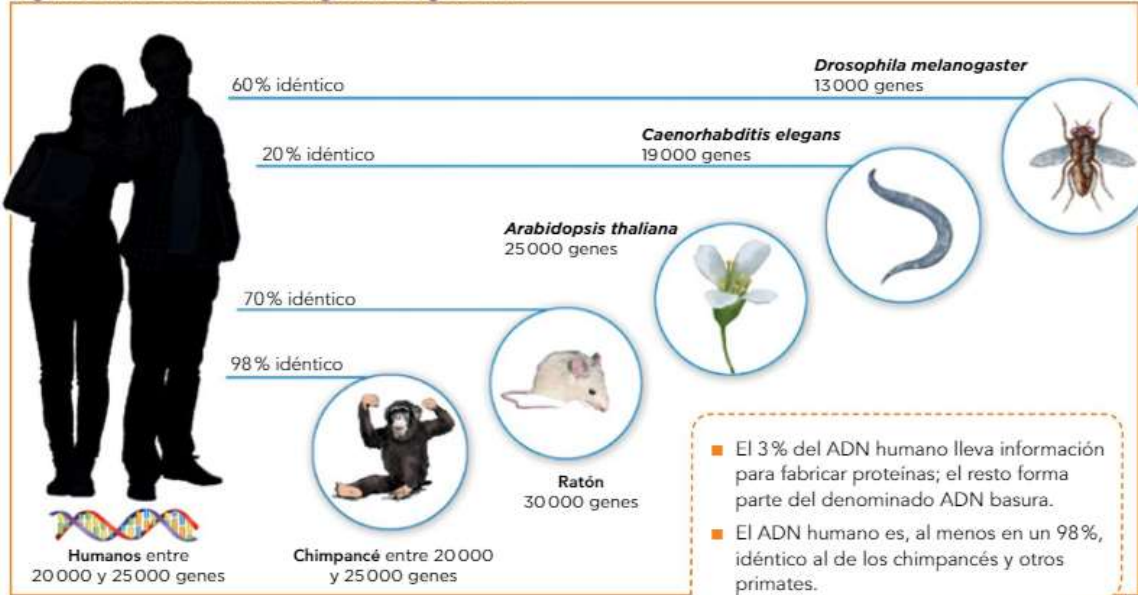 60% idéntico
Drosophila melanogaster
13000 genes
20% idéntico
Caenorhabditis elegans
19000 genes
Arabidopsis thaliana
25000 genes
70% idéntico
98% idéntico
Ratón
30000 genes
Humanos entre
20000 y 25000 genes
Chimpancé entre 20000
y 25000 genes
■ El 3% del ADN humano lleva información
para fabricar proteínas; el resto forma
parte del denominado ADN basura.
■ El ADN humano es, al menos en un 98%,
idéntico al de los chimpancés y otros
primates.